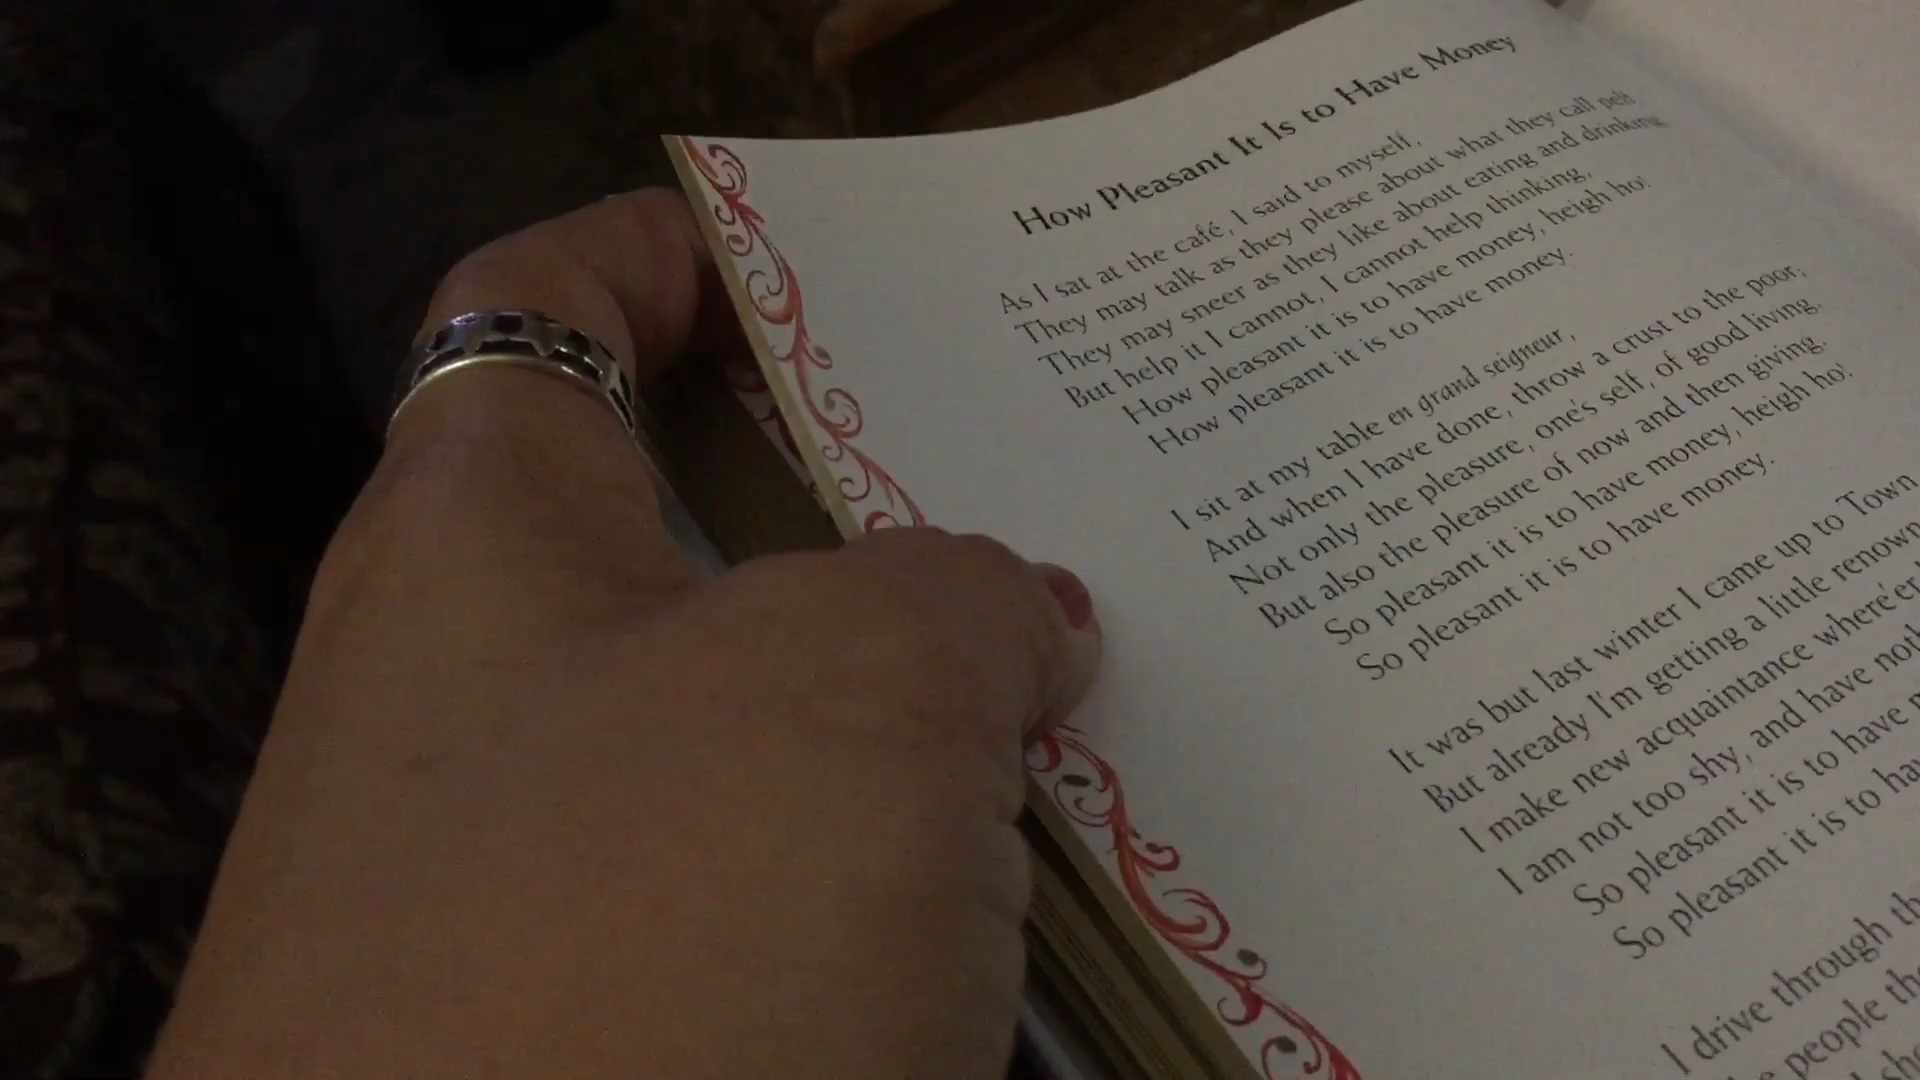 How Pleasant It Is to Have Money
As I sat at the café, I said to myself,
They may talk as they please about what they call pelf,
They may sneer as they like about eating and drinking,
But help it I cannot, I cannot help thinking,
How pleasant it is to have money, heigh ho!
How pleasant it is to have money.
I sit at my table en grand seigneur,
And when I have done, throw a crust to the poor;
Not only the pleasure, one's self, of good living,
But also the pleasure of now and then giving.
So pleasant it is to have money, heigh ho!
So pleasant it is to have money.
It was but last winter I came up to Town
But already I'm getting a little renown
I make new acquaintance where'er
I am not too shy, and have
So pleasant it is to have
So pleasant it is to
I drive through
people